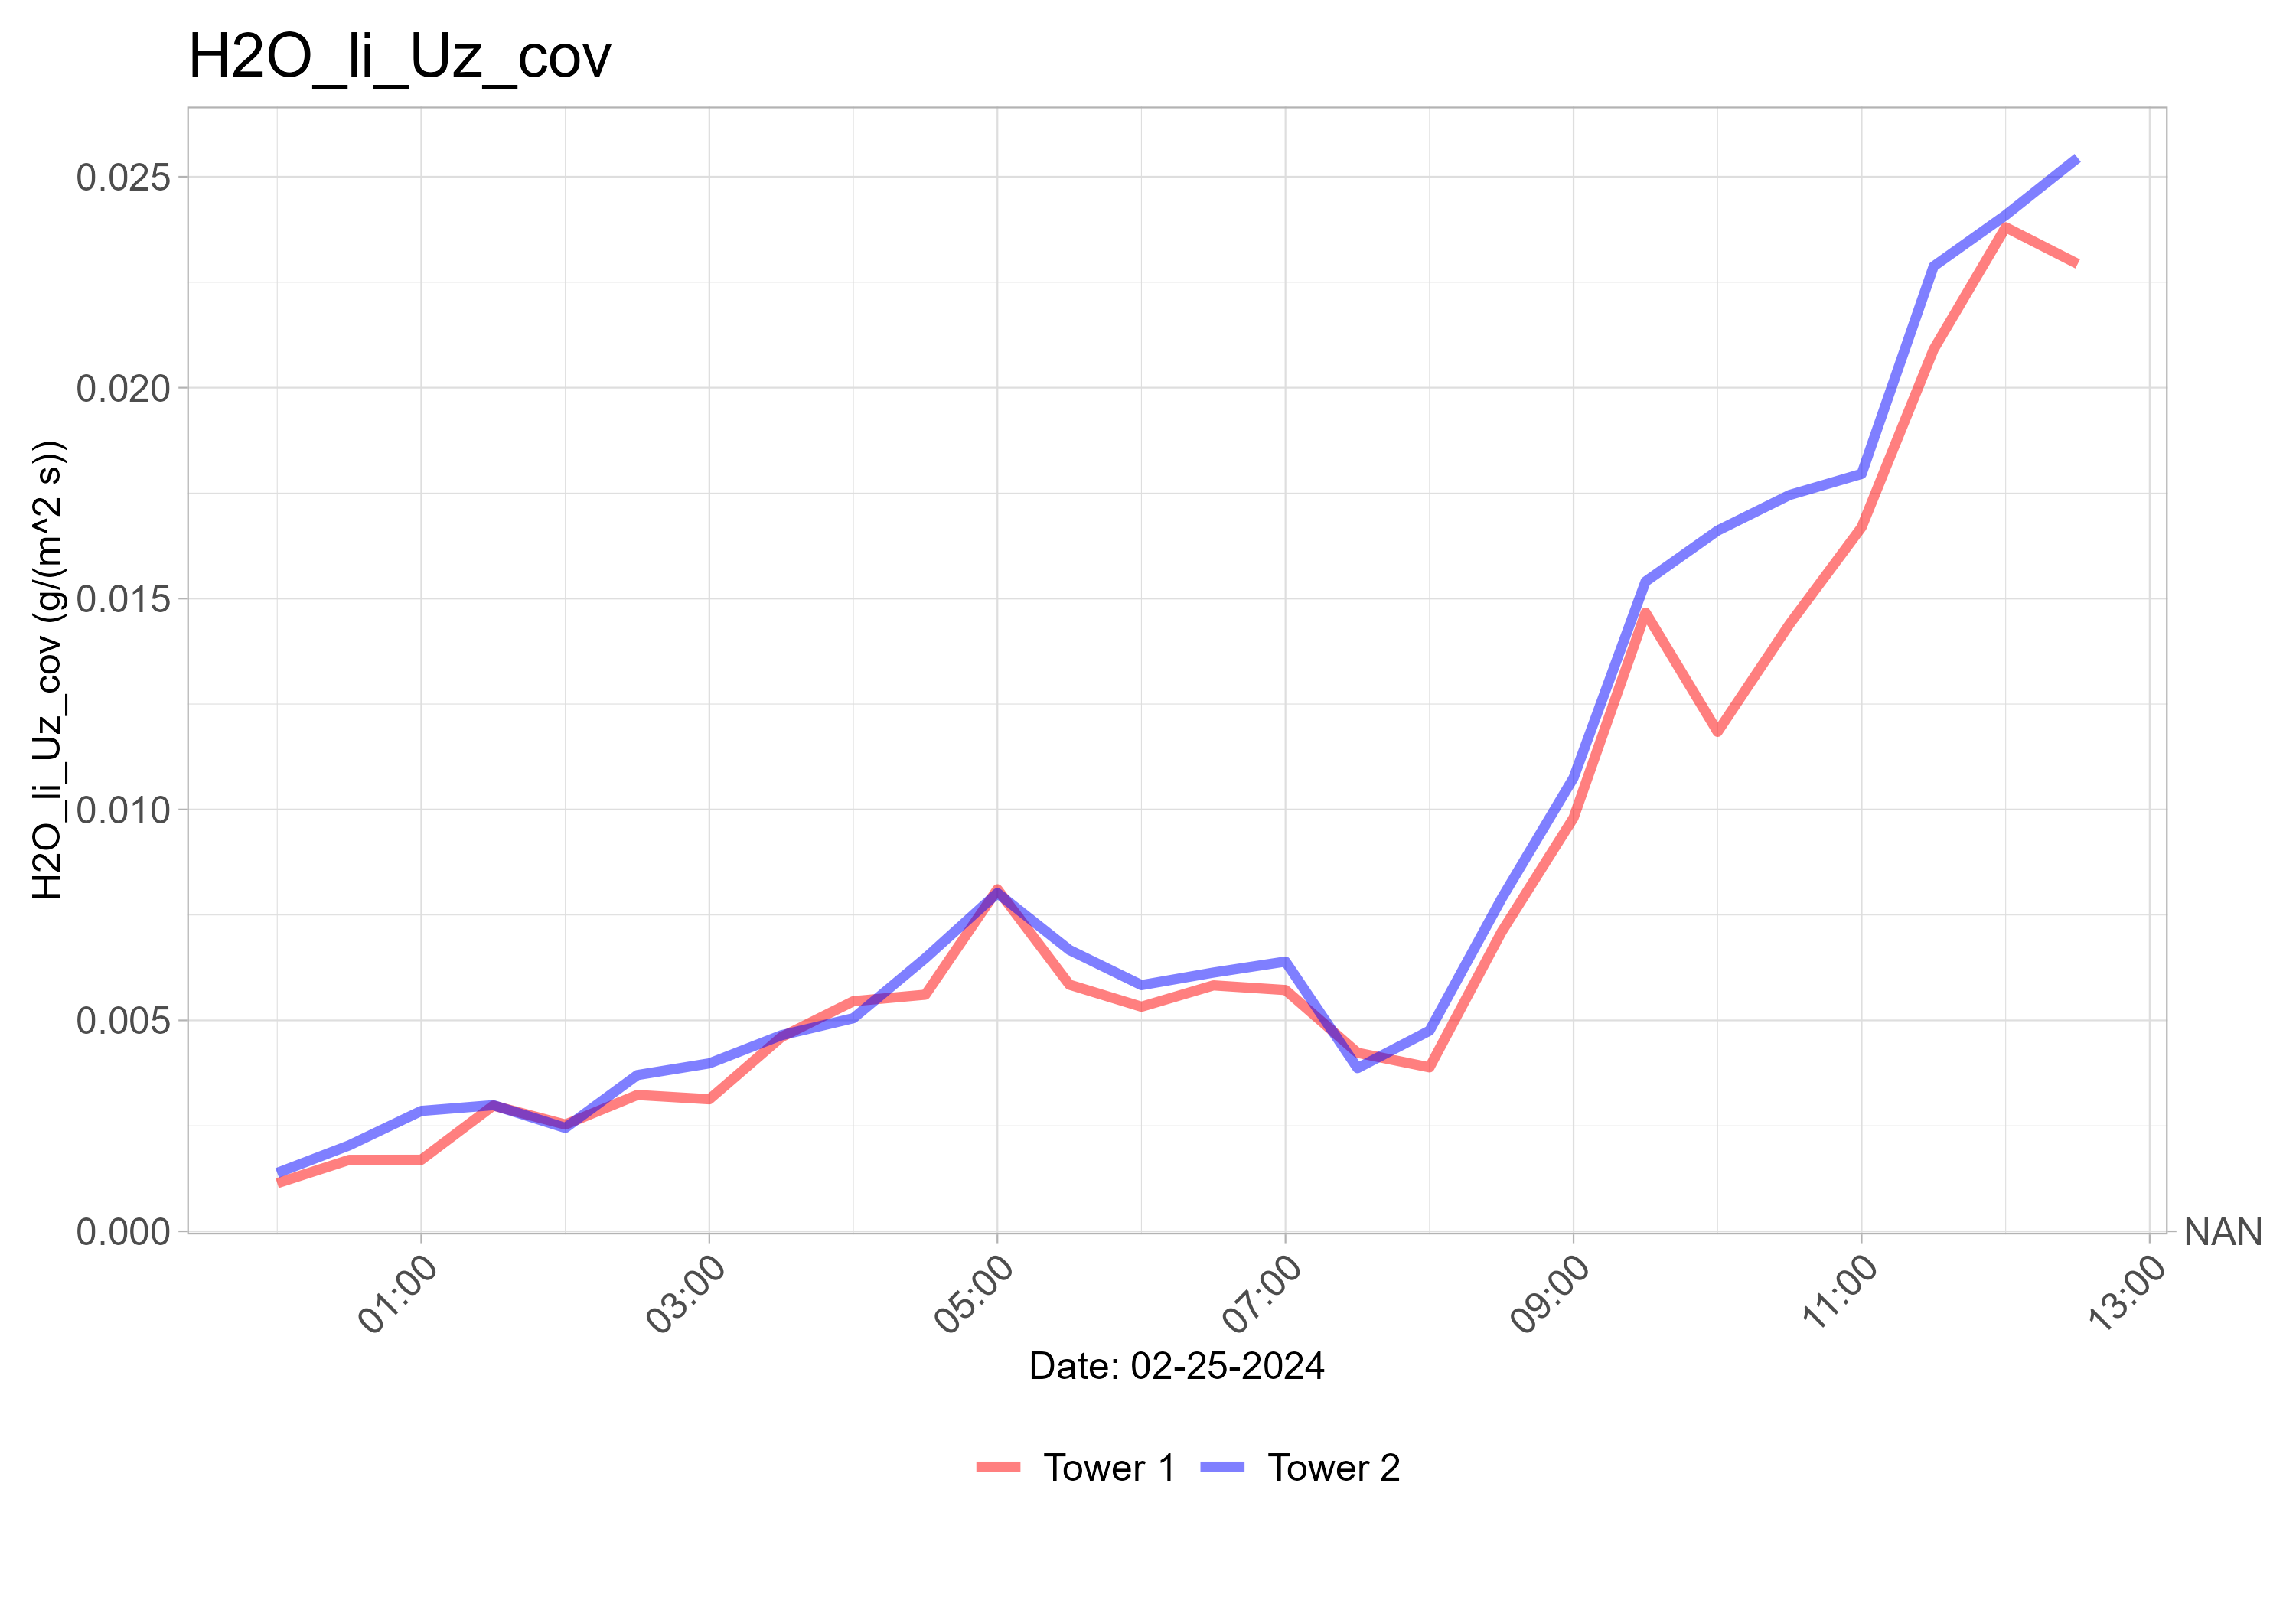 H2O_li_Uz_cov
H2O_li_Uz_cov (g/(m^2 s))
0.025
0.020
0.015
0.010
0.005
0.000
NAN
01:00
03:00
05:00
07:00
09:00
11:00
13:00
Date: 02-25-2024
Tower 1 Tower 2